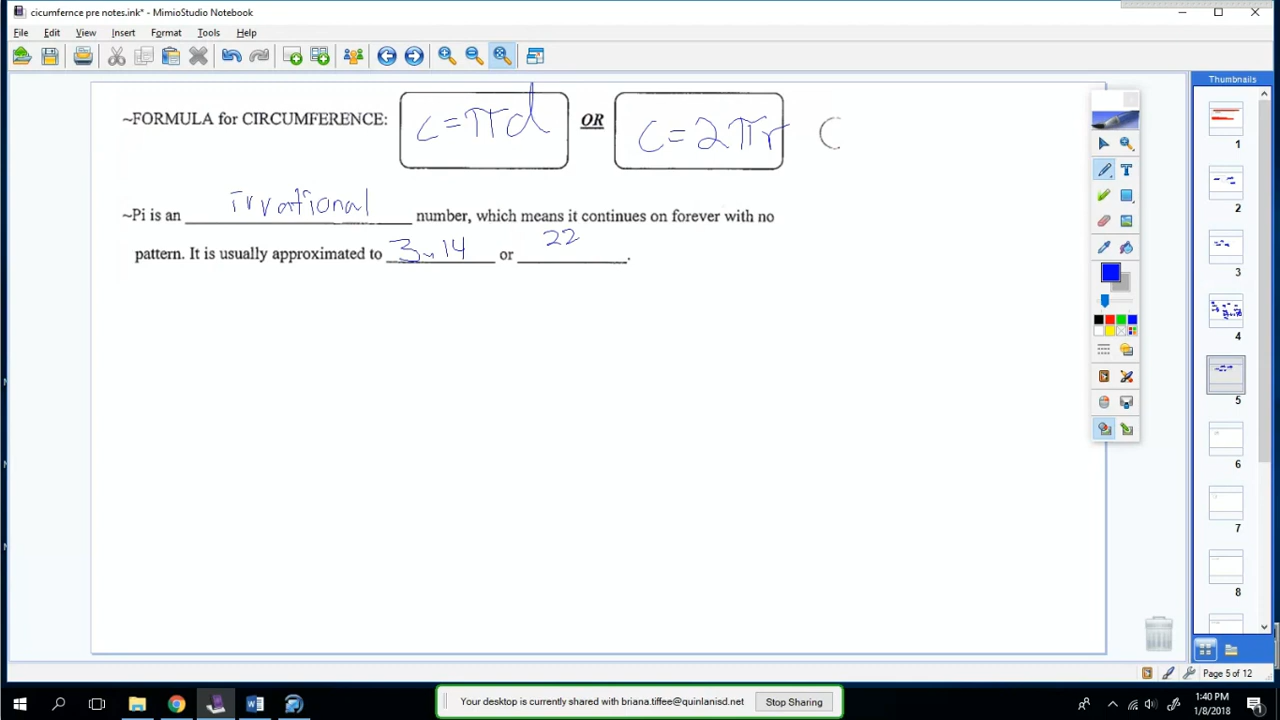 cicumfernce pre notes.ink* - MimioStudio Notebook
File Edit View Insert Format Tools Help
Thumbnails
~FORMULA for CIRCUMFERENCE: c=πd OR c=2πr C
~Pi is an irrational number, which means it continues on forever with no
pattern. It is usually approximated to 3.14 or 22.
1
2
3
4
5
6
7
8
Page 5 of 12
Your desktop is currently shared with briana.tiffee@quinlanisd.net Stop Sharing
1:40 PM
1/8/2018